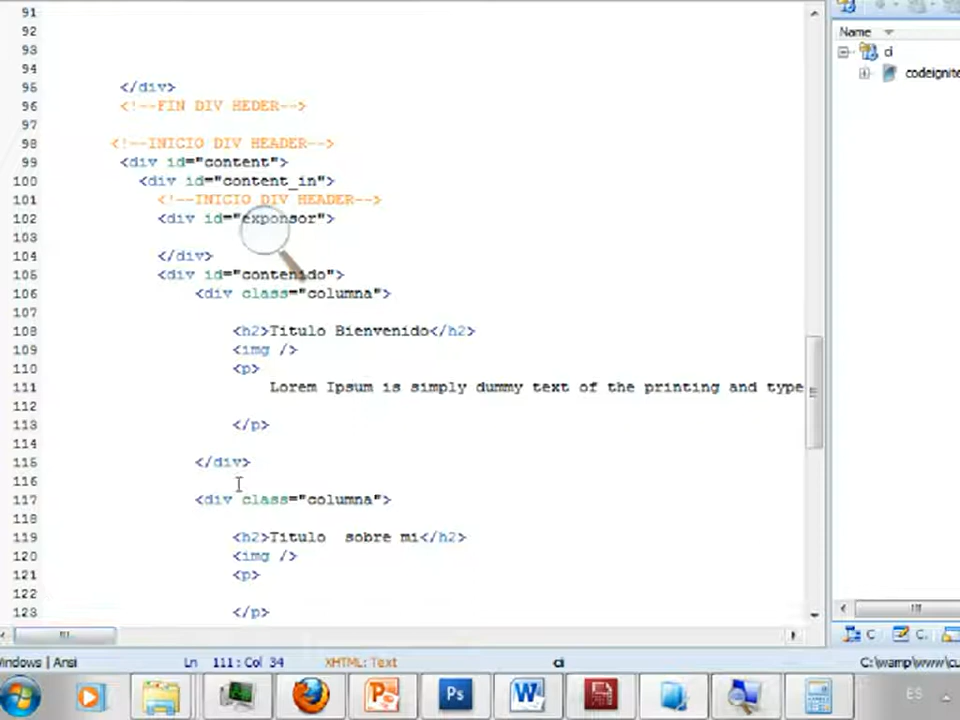 91
92
93
94
95 </div>
96 <!--FIN DIV HEDER-->
97
98 <!--INICIO DIV HEADER-->
99 <div id="content">
100 <div id="content_in">
101 <!--INICIO DIV HEADER-->
102 <div id="exponsor">
103
104 </div>
105 <div id="contenido">
106 <div class="columna">
107
108 <h2>Titulo Bienvenido</h2>
109 <img />
110 <p>
111 Lorem Ipsum is simply dummy text of the printing and type
112
113 </p>
114
115 </div>
116
117 <div class="columna">
118
119 <h2>Titulo  sobre mi</h2>
120 <img />
121 <p>
122
123 </p>
Name
ci
codeignite
C
C.
indows | Ansi
Ln 111: Col 34
XHTML: Text
ci
C:\wamp\www\cu
Ps
W
P
ES